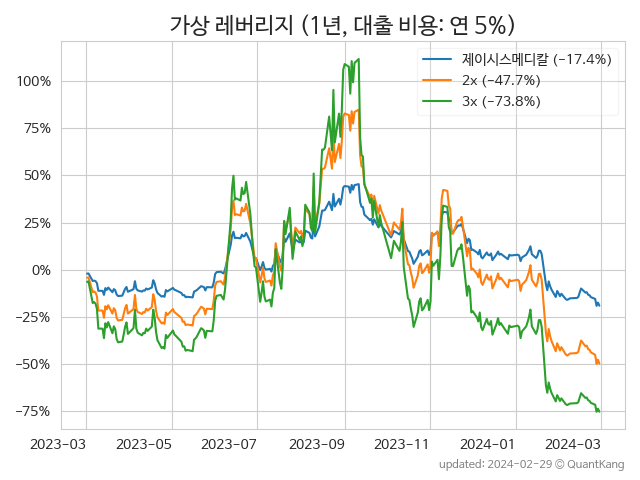 가상 레버리지 (1년, 대출 비용: 연 5%)
제이시스메디칼 (−17.4%)
2x (−47.7%)
3x (−73.8%)
100%
75%
50%
25%
0%
−25%
−50%
−75%
2023-03 2023-05 2023-07 2023-09 2023-11 2024-01 2024-03
updated: 2024-02-29 © QuantKang